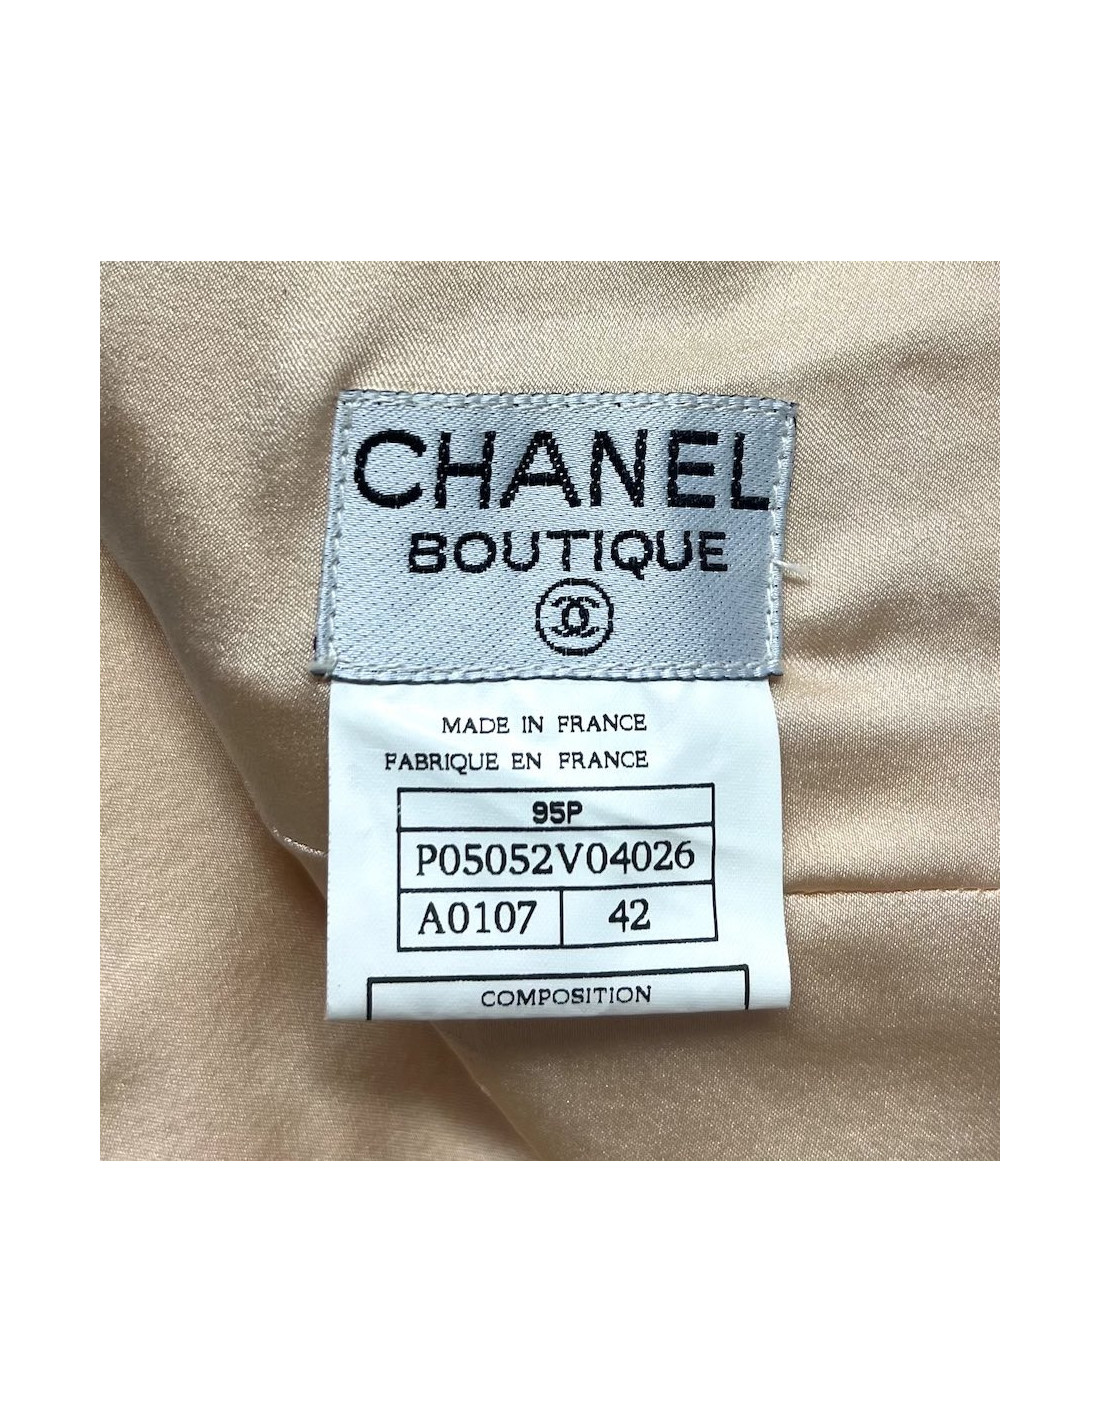 CHANEL
BOUTIQUE
MADE IN FRANCE
FABRIQUE EN FRANCE
95P
P05052V04026
A0107 42
COMPOSITION